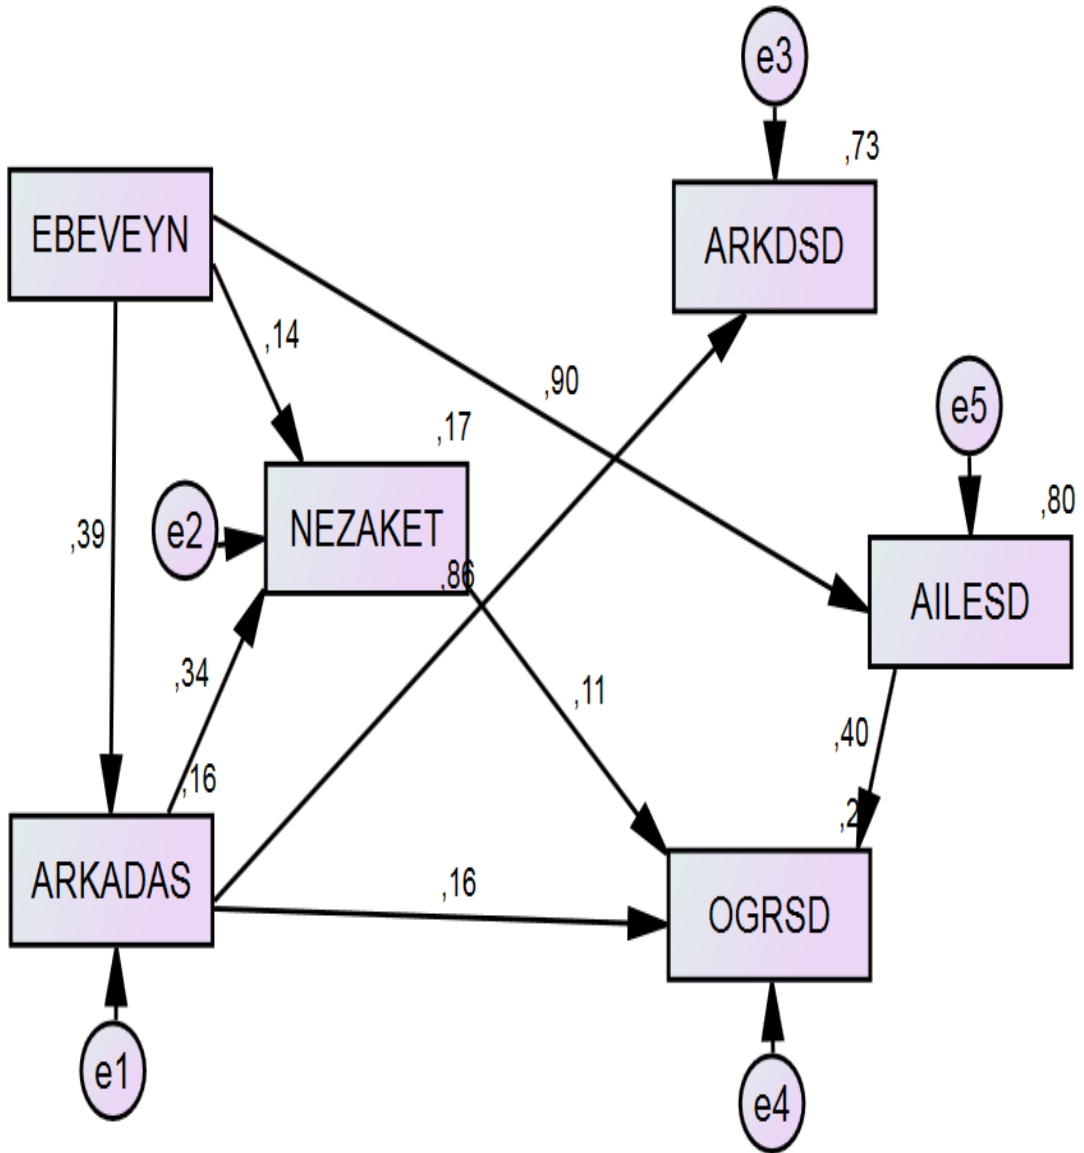 e3
,73
EBEVEYN
ARKDSD
,14
,90
e5
,17
,80
e2
NEZAKET
,39
,86
AILESD
,34
,11
,40
,16
ARKADAS
,16
OGRSD
e1
e4